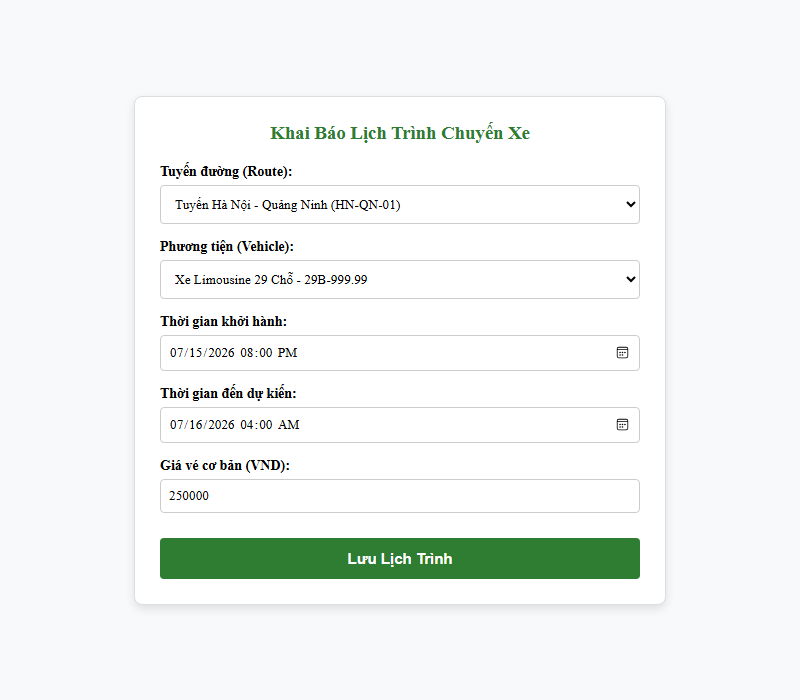 Khai Báo Lịch Trình Chuyến Xe
Tuyến đường (Route):
Tuyến Hà Nội - Quảng Ninh (HN-QN-01)
Phương tiện (Vehicle):
Xe Limousine 29 Chỗ - 29B-999.99
Thời gian khởi hành:
07/15/2026 08:00 PM
Thời gian đến dự kiến:
07/16/2026 04:00 AM
Giá vé cơ bản (VND):
250000
Lưu Lịch Trình